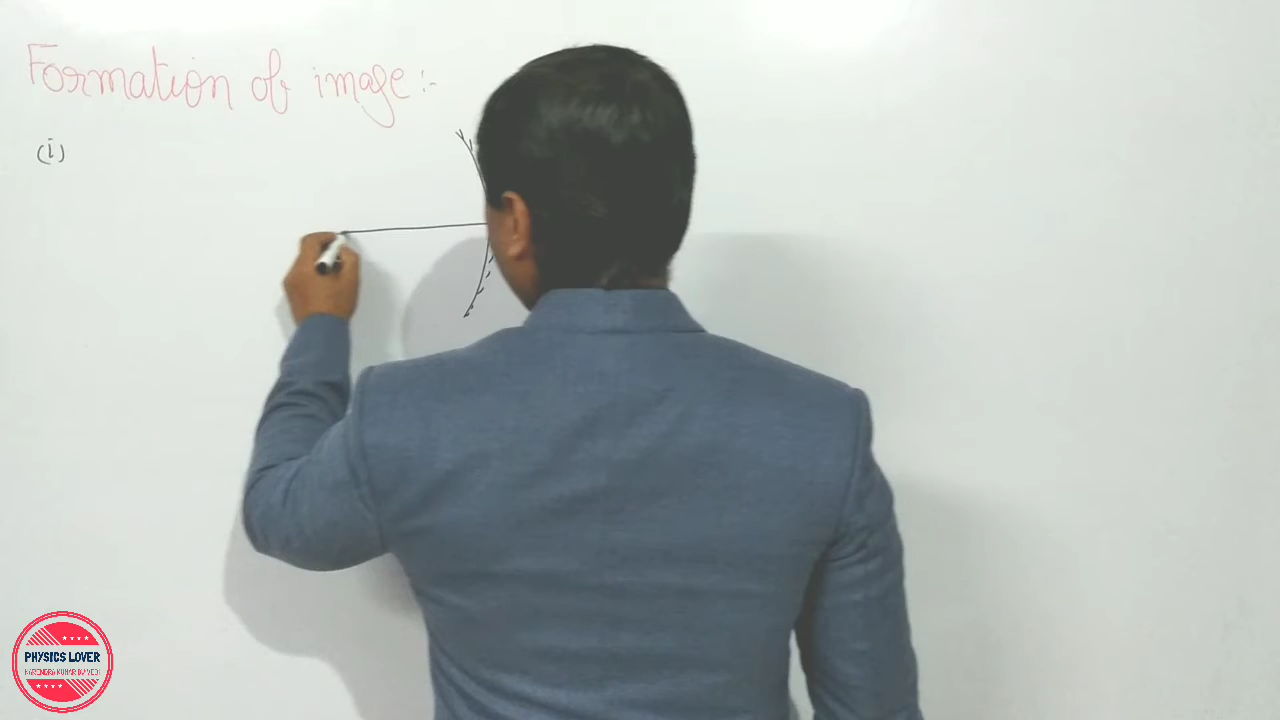 Formation of image :-
(i)
PHYSICS LOVER